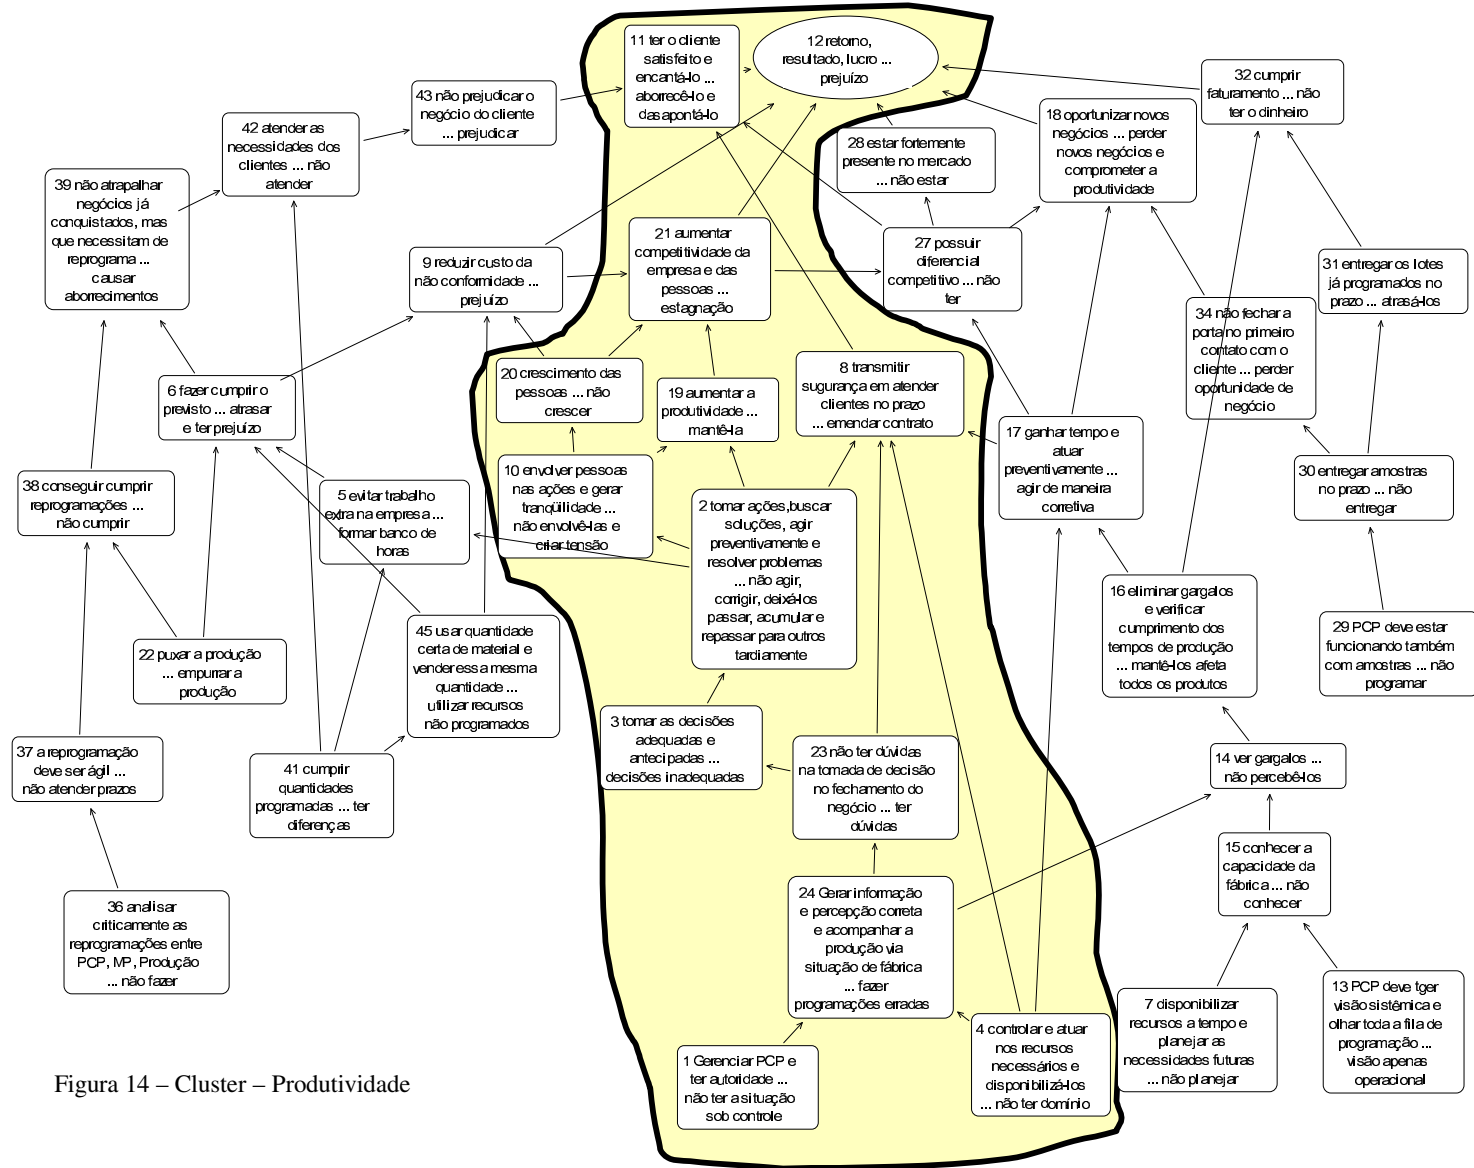 11 ter o cliente
satisfeito e
encantá-lo ...
aborrecê-lo e
dasapontá-lo
12 retorno,
resultado, lucro ...
prejuízo
32 cumprir
faturamento ... não
ter o dinheiro
43 não prejudicar o
negócio do cliente
... prejudicar
18 oportunizar novos
negócios ... perder
novos negócios e
comprometer a
produtividade
42 atender as
necessidades dos
clientes ... não
atender
28 estar fortemente
presente no mercado
... não estar
39 não atrapalhar
negócios já
conquistados, mas
que necessitam de
reprograma ...
causar
aborrecimentos
21 aumentar
competitividade da
empresa e das
pessoas ...
estagnação
27 possuir
diferencial
competitivo ... não
ter
9 reduzir custo da
não conformidade ...
prejuízo
31 entregar os lotes
já programados no
prazo ... atrasá-los
34 não fechar a
porta no primeiro
contato com o
cliente ... perder
oportunidade de
negócio
20 crescimento das
pessoas ... não
crescer
19 aumentar a
produtividade ...
mantê-la
8 transmitir
sugurança em atender
clientes no prazo
... emendar contrato
6 fazer cumprir o
previsto ... atrasar
e ter prejuízo
17 ganhar tempo e
atuar
preventivamente ...
agir de maneira
corretiva
38 conseguir cumprir
reprogramações ...
não cumprir
5 evitar trabalho
extra na empresa ...
formar banco de
horas
10 envolver pessoas
nas ações e gerar
tranqüilidade ...
não envolvê-las e
criar tensão
2 tomar ações,buscar
soluções, agir
preventivamente e
resolver problemas
... não agir,
corrigir, deixá-los
passar, acumular e
repassar para outros
tardiamente
30 entregar amostras
no prazo ... não
entregar
16 eliminar gargalos
e verificar
cumprimento dos
tempos de produção
... mantê-los afeta
todos os produtos
29 PCP deve estar
funcionando também
com amostras ... não
programar
22 puxar a produção
... empurrar a
produção
45 usar quantidade
certa de material e
vender essa mesma
quantidade ...
utilizar recursos
não programados
3 tomar as decisões
adequadas e
antecipadas ...
decisões inadequadas
23 não ter dúvidas
na tomada de decisão
no fechamento do
negócio ... ter
dúvidas
37 a reprogramação
deve ser ágil ...
não atender prazos
41 cumprir
quantidades
programadas ... ter
diferenças
14 ver gargalos ...
não percebê-los
15 conhecer a
capacidade da
fábrica ... não
conhecer
36 analisar
criticamente as
reprogramações entre
PCP, MP, Produção
... não fazer
24 Gerar informação
e percepção correta
e acompanhar a
produção via
situação de fábrica
... fazer
programações erradas
7 disponibilizar
recursos a tempo e
planejar as
necessidades futuras
... não planejar
13 PCP deve tger
visão sistêmica e
olhar toda a fila de
programação ...
visão apenas
operacional
1 Gerenciar PCP e
ter autoridade ...
não ter a situação
sob controle
4 controlar e atuar
nos recursos
necessários e
disponibilizá-los
... não ter domínio
Figura 14 – Cluster – Produtividade